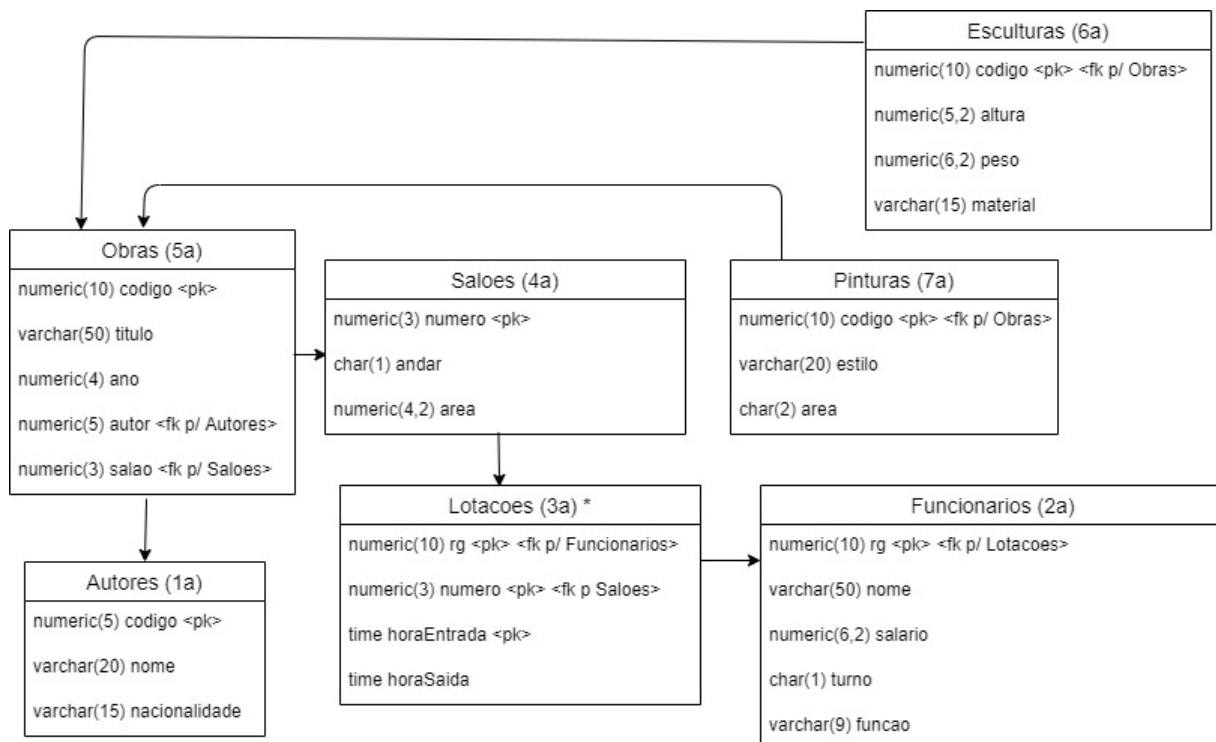 Esculturas (6a)
numeric(10) codigo <pk> <fk p/ Obras>
numeric(5,2) altura
numeric(6,2) peso
varchar(15) material
Obras (5a)
numeric(10) codigo <pk>
varchar(50) titulo
numeric(4) ano
numeric(5) autor <fk p/ Autores>
numeric(3) salao <fk p/ Saloes>
Saloes (4a)
numeric(3) numero <pk>
char(1) andar
numeric(4,2) area
Pinturas (7a)
numeric(10) codigo <pk> <fk p/ Obras>
varchar(20) estilo
char(2) area
Lotacoes (3a) *
numeric(10) rg <pk> <fk p/ Funcionarios>
numeric(3) numero <pk> <fk p Saloes>
time horaEntrada <pk>
time horaSaida
Funcionarios (2a)
numeric(10) rg <pk> <fk p/ Lotacoes>
varchar(50) nome
numeric(6,2) salario
char(1) turno
varchar(9) funcao
Autores (1a)
numeric(5) codigo <pk>
varchar(20) nome
varchar(15) nacionalidade